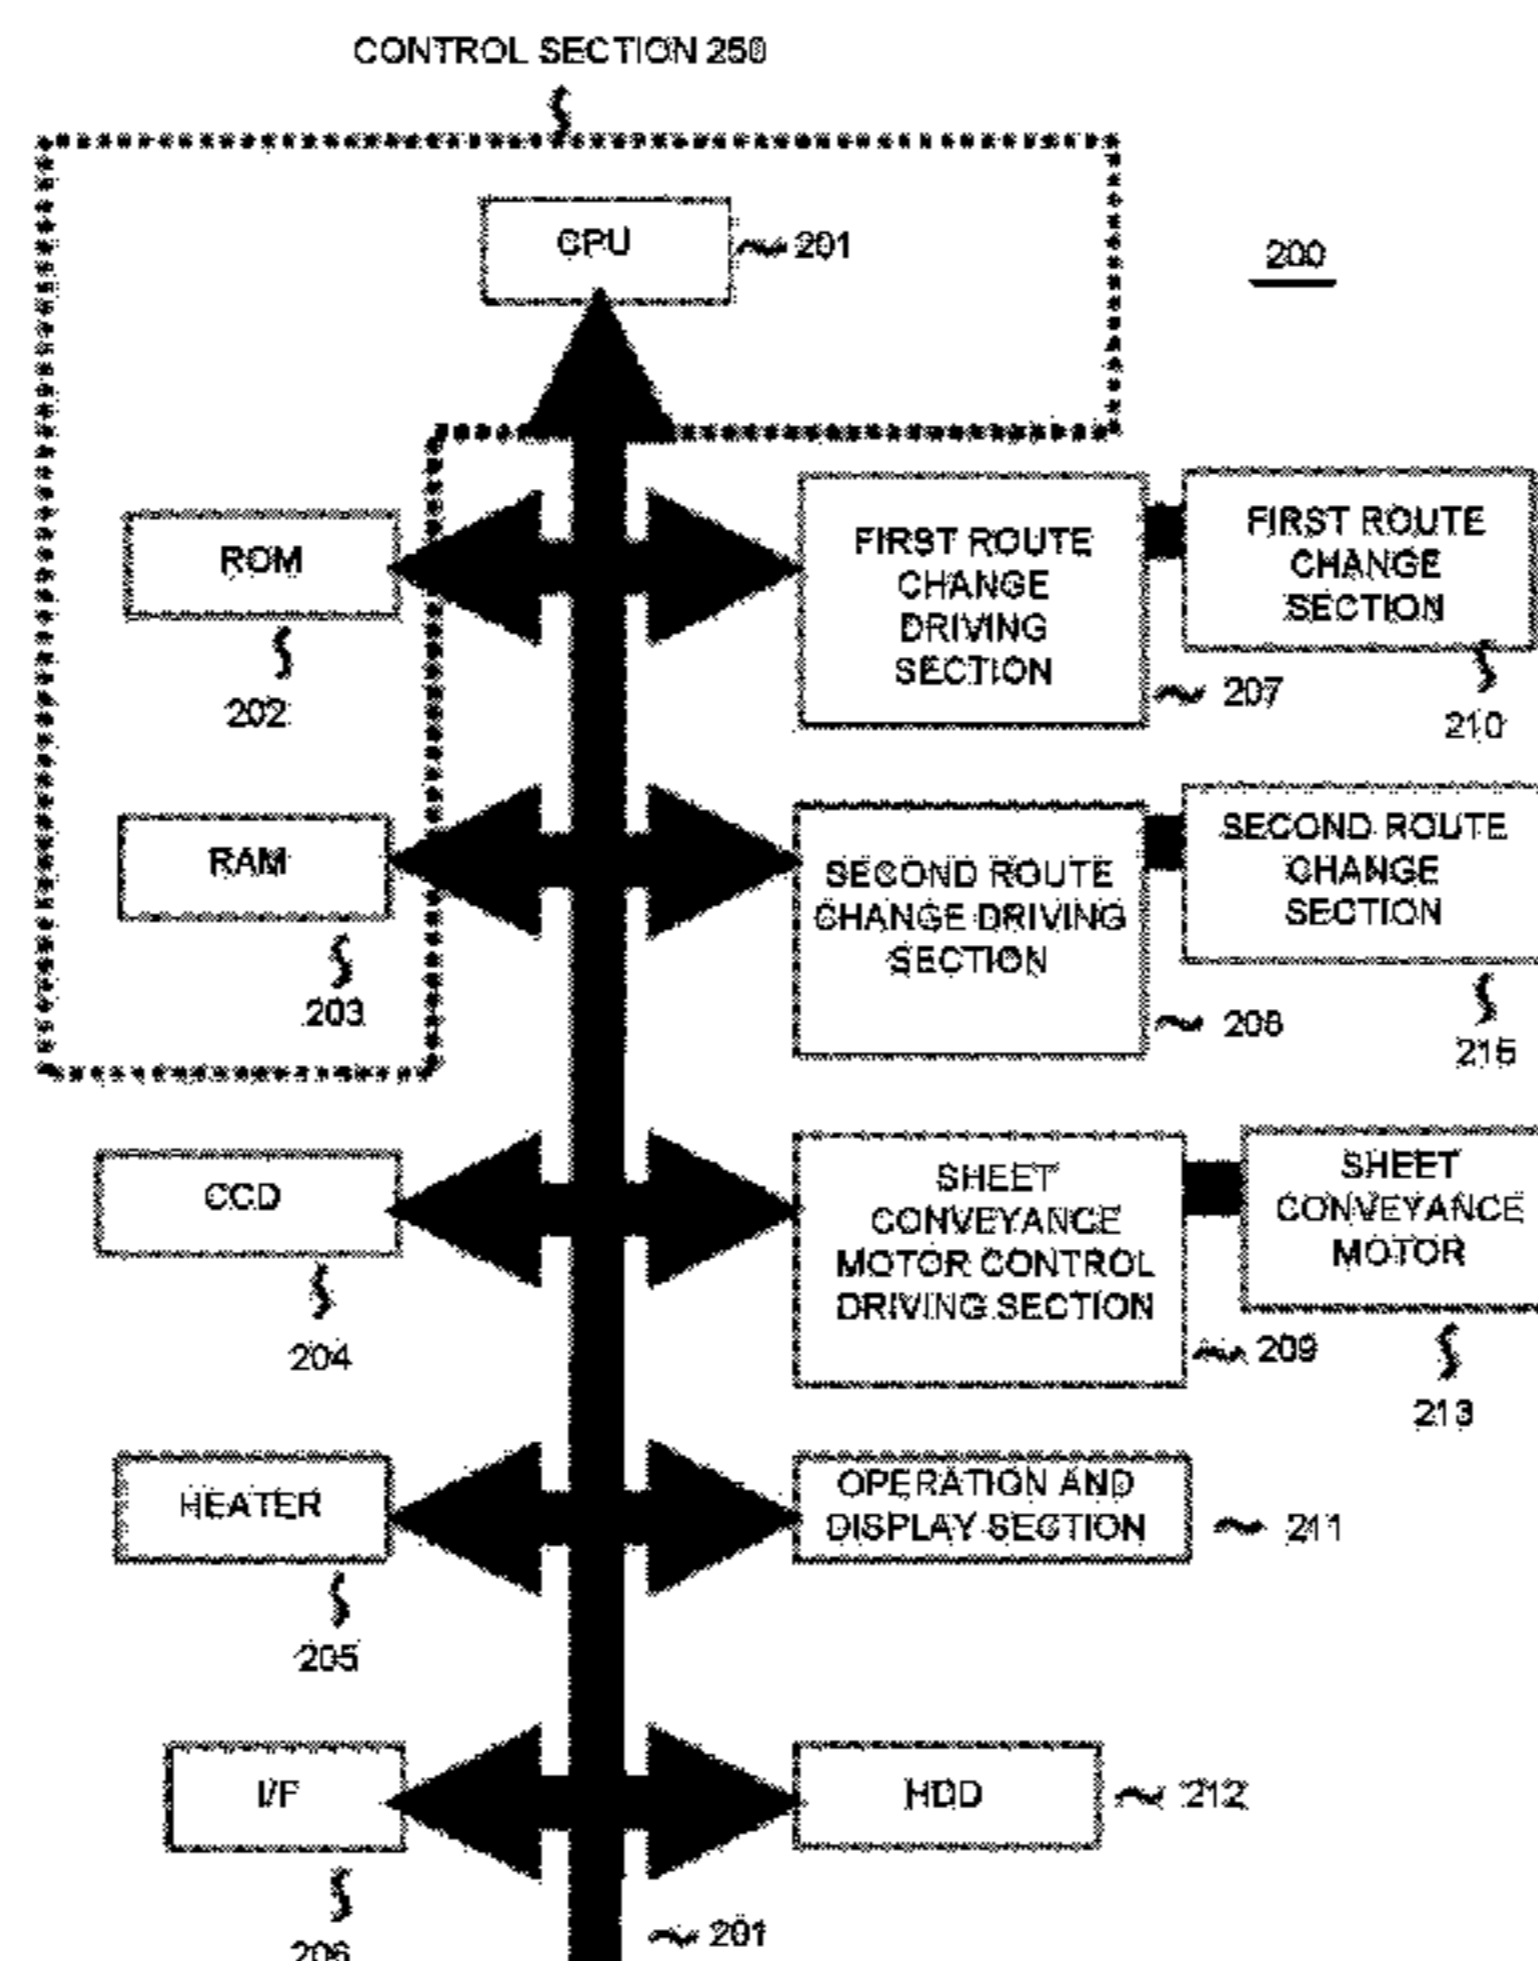 CONTROL SECTION 250
CPU
201
200
ROM
202
FIRST ROUTE
CHANGE
DRIVING
SECTION
207
FIRST ROUTE
CHANGE
SECTION
210
RAM
203
SECOND ROUTE
CHANGE DRIVING
SECTION
208
SECOND ROUTE
CHANGE
SECTION
215
CCD
204
SHEET
CONVEYANCE
MOTOR CONTROL
DRIVING SECTION
209
SHEET
CONVEYANCE
MOTOR
213
HEATER
205
OPERATION AND
DISPLAY SECTION
211
I/F
206
HDD
212
201